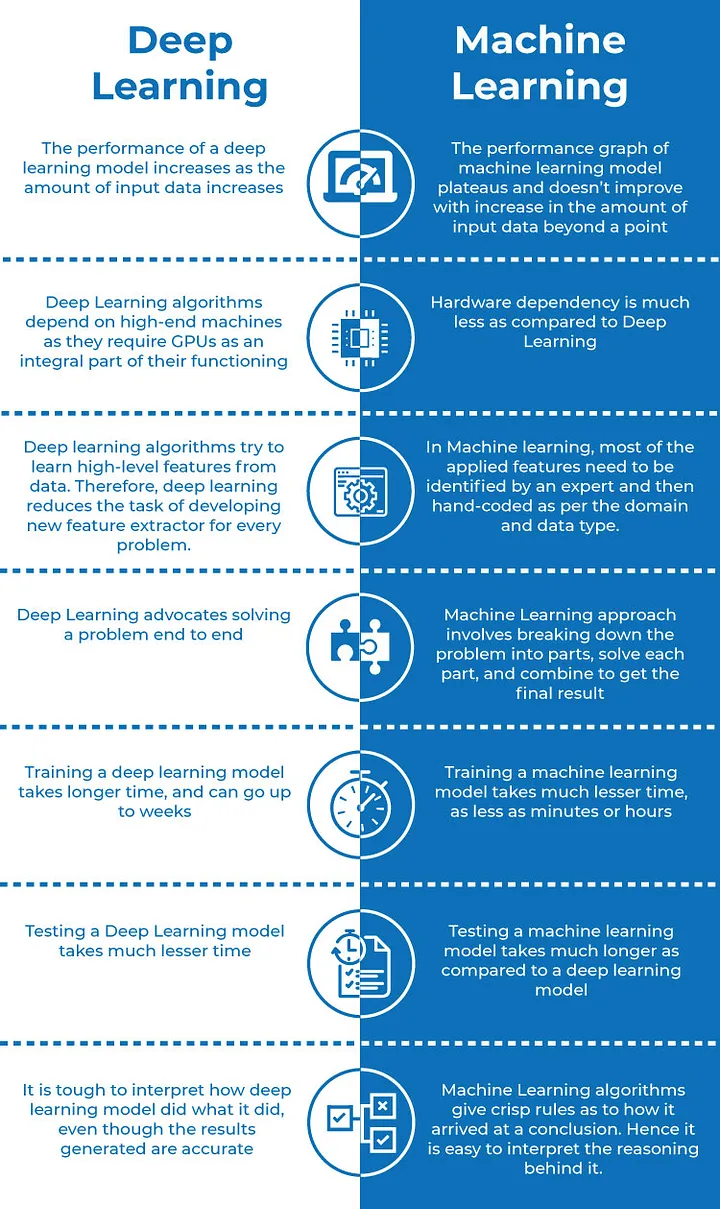 Deep
Learning
Machine
Learning
The performance of a deep
learning model increases as the
amount of input data increases
The performance graph of
machine learning model
plateaus and doesn't improve
with increase in the amount of
input data beyond a point
Deep Learning algorithms
depend on high-end machines
as they require GPUs as an
integral part of their functioning
Hardware dependency is much
less as compared to Deep
Learning
Deep learning algorithms try to
learn high-level features from
data. Therefore, deep learning
reduces the task of developing
new feature extractor for every
problem.
In Machine learning, most of the
applied features need to be
identified by an expert and then
hand-coded as per the domain
and data type.
Deep Learning advocates solving
a problem end to end
Machine Learning approach
involves breaking down the
problem into parts, solve each
part, and combine to get the
final result
Training a deep learning model
takes longer time, and can go up
to weeks
Training a machine learning
model takes much lesser time,
as less as minutes or hours
Testing a Deep Learning model
takes much lesser time
Testing a machine learning
model takes much longer as
compared to a deep learning
model
It is tough to interpret how deep
learning model did what it did,
even though the results
generated are accurate
Machine Learning algorithms
give crisp rules as to how it
arrived at a conclusion. Hence it
is easy to interpret the reasoning
behind it.